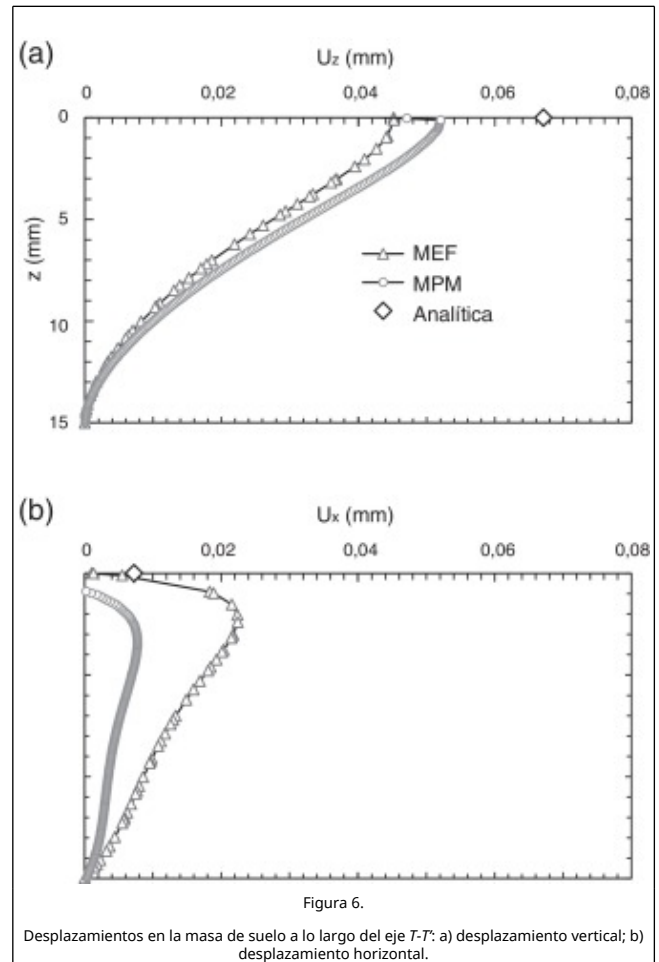 (a)
Uz (mm)
0 0,02 0,04 0,06 0,08
0
5
10
15
z (mm)
MEF
MPM
Analítica
(b)
Ux (mm)
0 0,02 0,04 0,06 0,08
Figura 6.
Desplazamientos en la masa de suelo a lo largo del eje T-T': a) desplazamiento vertical; b)
desplazamiento horizontal.